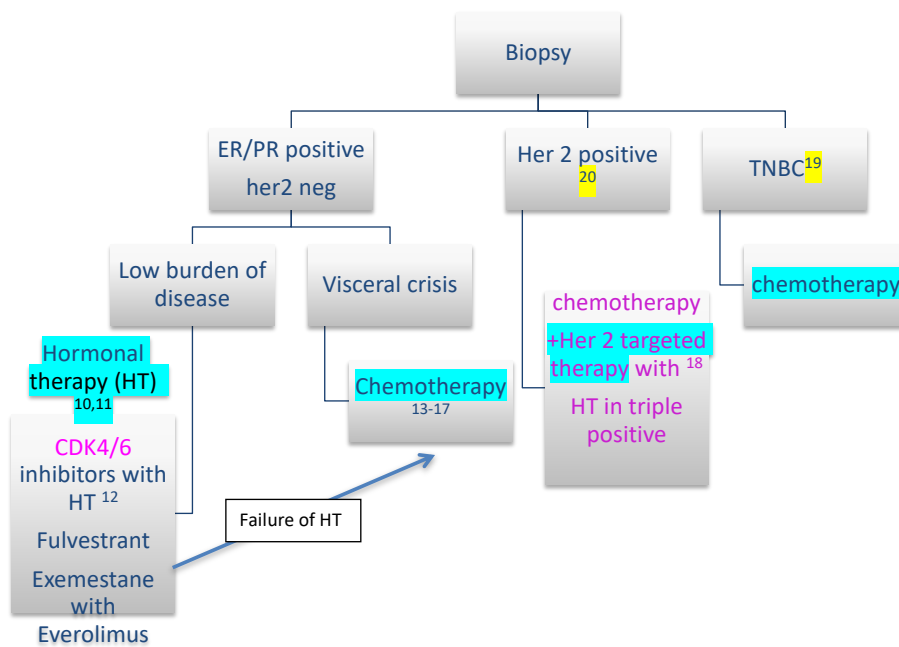 Biopsy
ER/PR positive
her2 neg
Her 2 positive
20
TNBC19
Low burden of
disease
Visceral crisis
chemotherapy
Hormonal
therapy (HT)
10,11
Chemotherapy
13-17
chemotherapy
+Her 2 targeted
therapy with 18
HT in triple
positive
CDK4/6
inhibitors with
HT 12
Fulvestrant
Exemestane
with
Everolimus
Failure of HT